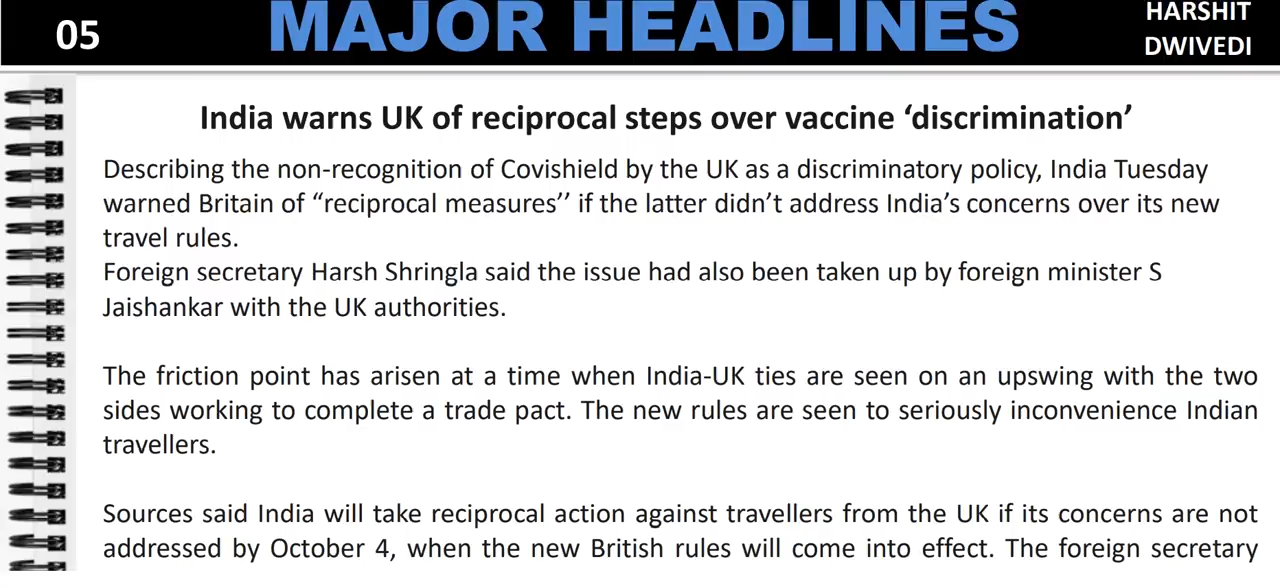 05
MAJOR HEADLINES
HARSHIT
DWIVEDI
India warns UK of reciprocal steps over vaccine ‘discrimination’
Describing the non-recognition of Covishield by the UK as a discriminatory policy, India Tuesday
warned Britain of “reciprocal measures’’ if the latter didn’t address India’s concerns over its new
travel rules.
Foreign secretary Harsh Shringla said the issue had also been taken up by foreign minister S
Jaishankar with the UK authorities.
The friction point has arisen at a time when India-UK ties are seen on an upswing with the two
sides working to complete a trade pact. The new rules are seen to seriously inconvenience Indian
travellers.
Sources said India will take reciprocal action against travellers from the UK if its concerns are not
addressed by October 4, when the new British rules will come into effect. The foreign secretary